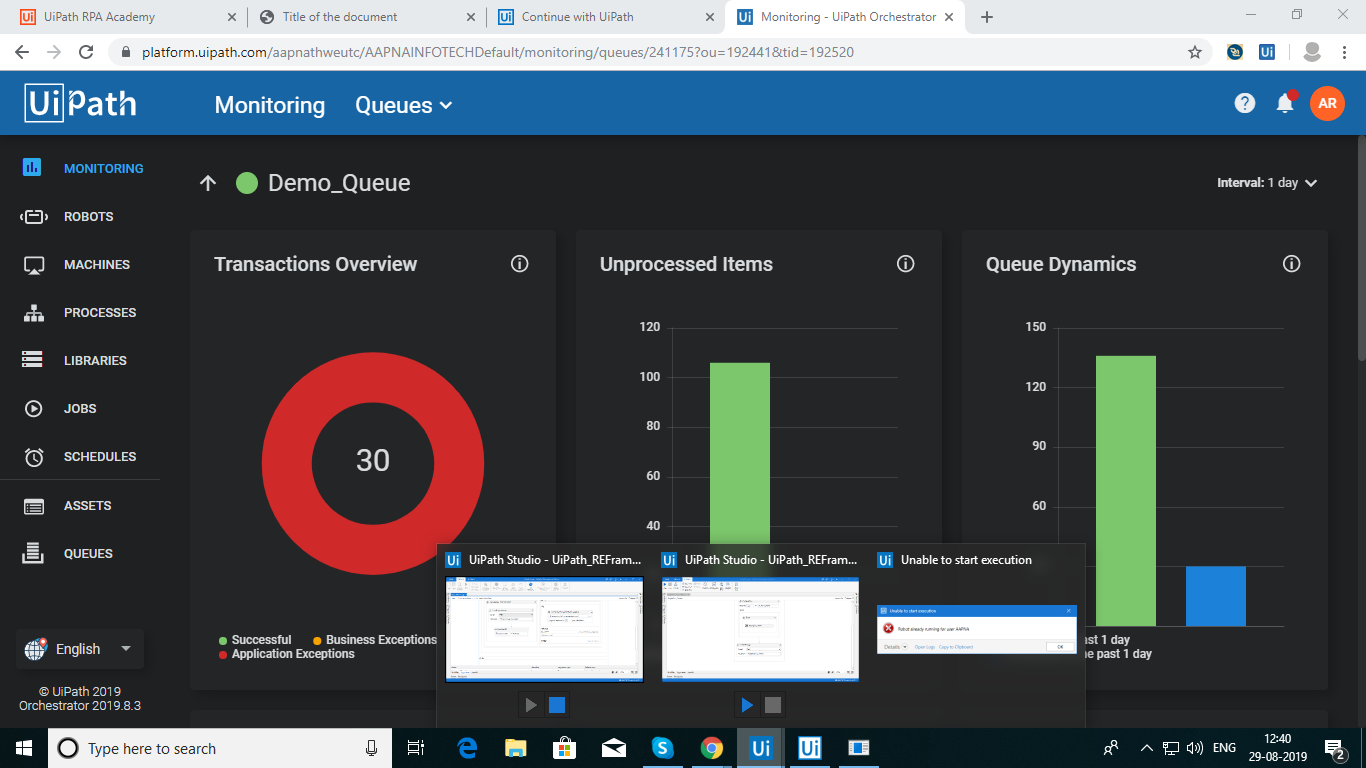 UiPath RPA Academy
Title of the document
Continue with UiPath
Monitoring - UiPath Orchestrator
platform.uipath.com/aapnathweutc/AAPNAINFOTECHDefault/monitoring/queues/241175?ou=192441&tid=192520
UiPath
Monitoring
Queues
AR
MONITORING
ROBOTS
MACHINES
PROCESSES
LIBRARIES
JOBS
SCHEDULES
ASSETS
QUEUES
English
© UiPath 2019
Orchestrator 2019.8.3
Demo_Queue
Interval: 1 day
Transactions Overview
30
Successful
Business Exceptions
Application Exceptions
Unprocessed Items
120
100
80
60
40
Queue Dynamics
150
120
90
60
st 1 day
e past 1 day
UiPath Studio - UiPath_REFram...
UiPath Studio - UiPath_REFram...
Unable to start execution
Unable to start execution
Robot already running for user AAPNA
Details
Open Logs
Copy to Clipboard
OK
Type here to search
ENG
12:40
29-08-2019
2